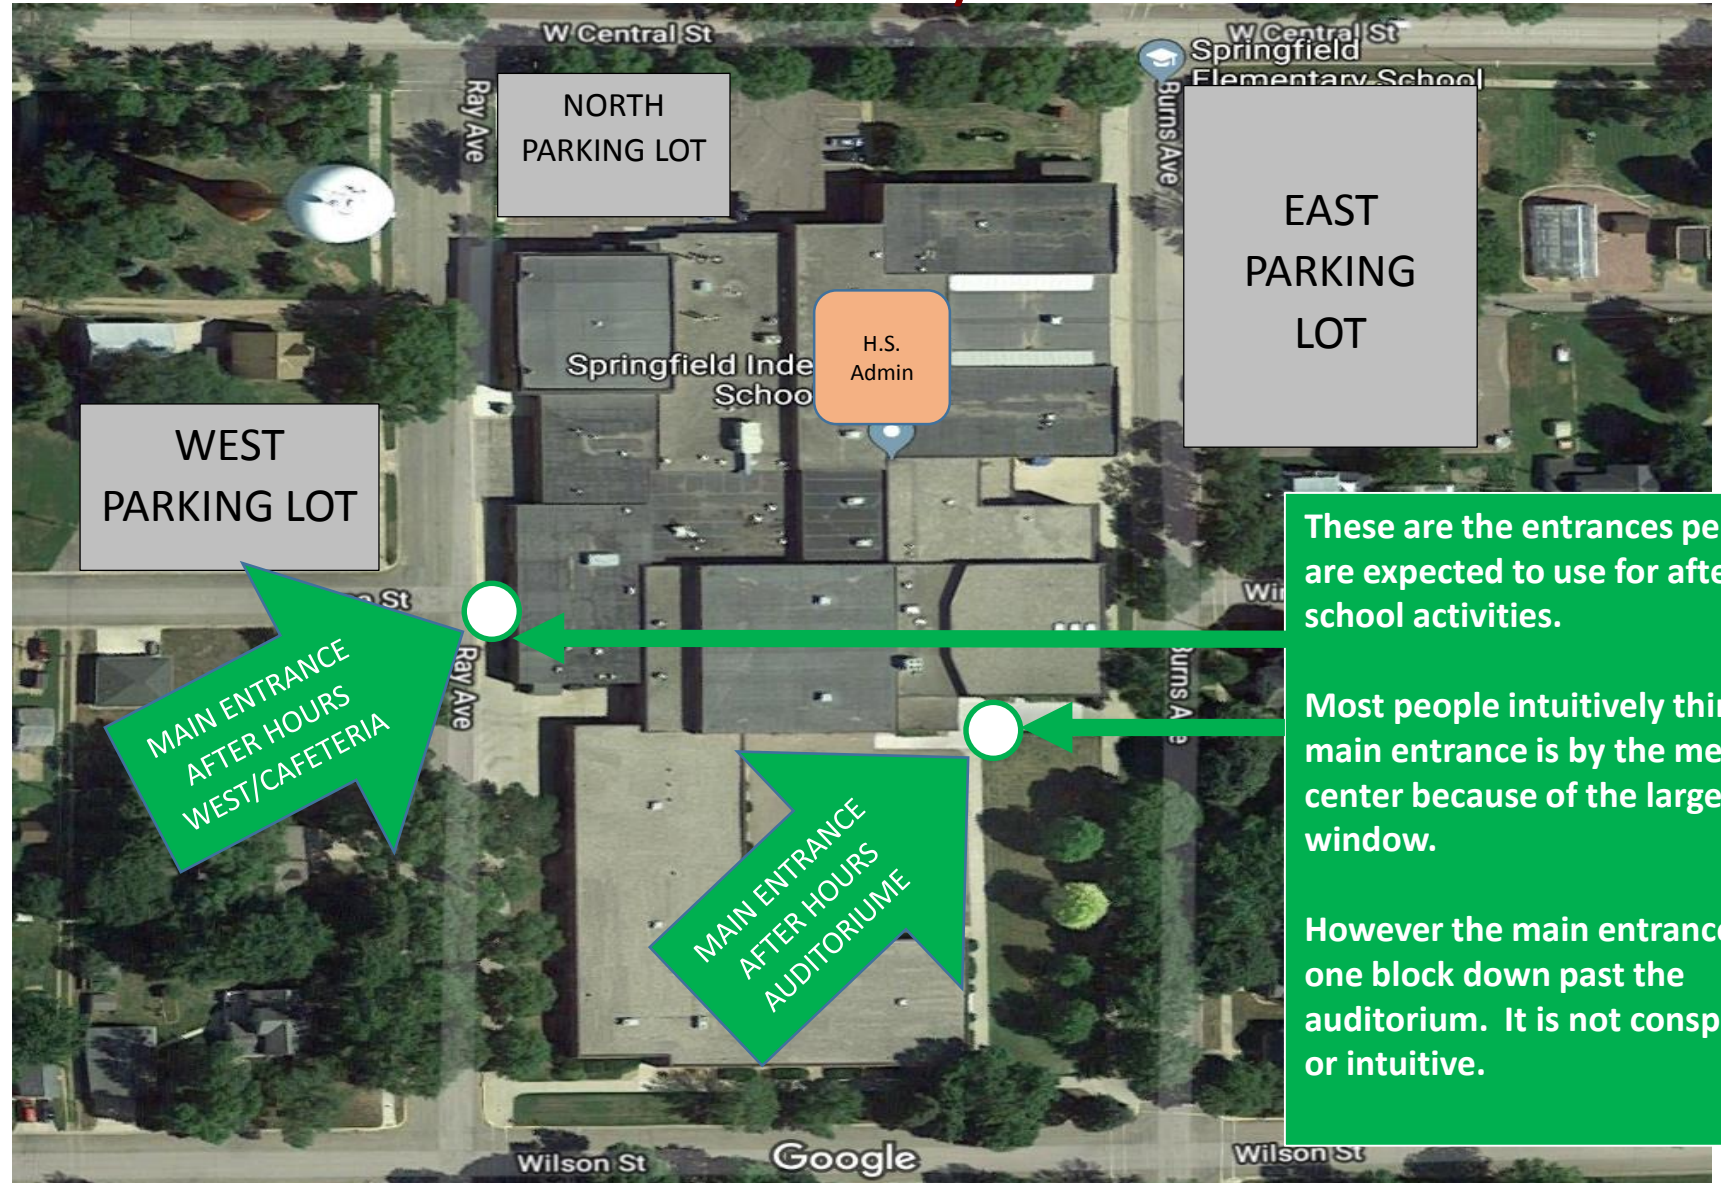 W Central St
W Central St
Springfield
Elementary School
Ray Ave
NORTH
PARKING LOT
Burns Ave
EAST
PARKING
LOT
H.S.
Admin
Springfield Inde
Schoo
WEST
PARKING LOT
St
MAIN ENTRANCE
AFTER HOURS
WEST/CAFETERIA
Ray Ave
Win
Burns A
e
MAIN ENTRANCE
AFTER HOURS
AUDITORIUME
These are the entrances pe
are expected to use for afte
school activities.
Most people intuitively thin
main entrance is by the me
center because of the large
window.
However the main entrance
one block down past the
auditorium. It is not consp
or intuitive.
Wilson St
Google
Wilson St